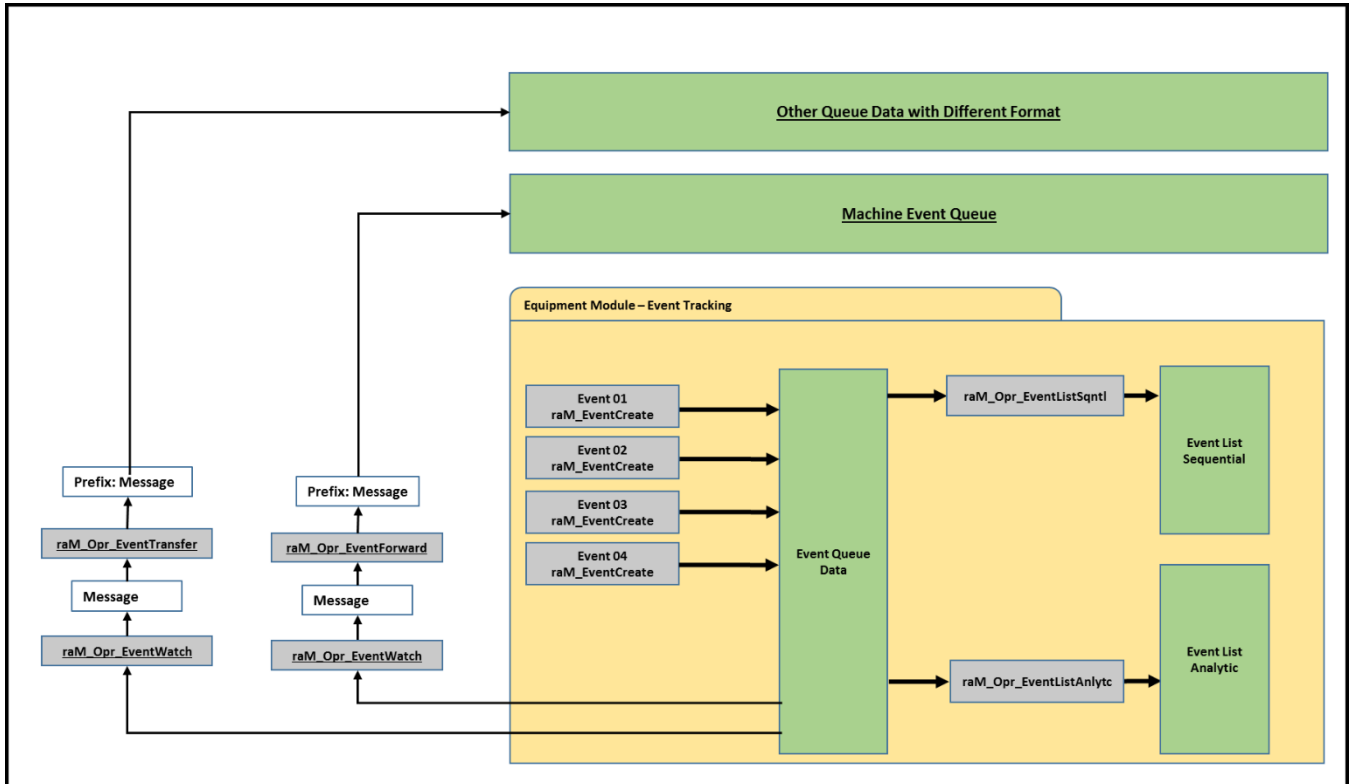 Other Queue Data with Different Format
Machine Event Queue
Equipment Module – Event Tracking
Event 01
raM_EventCreate
Event 02
raM_EventCreate
Event 03
raM_EventCreate
Event 04
raM_EventCreate
Event Queue
Data
raM_Opr_EventListSqntl
Event List
Sequential
raM_Opr_EventListAnlytc
Event List
Analytic
Prefix: Message
raM_Opr_EventTransfer
Message
raM_Opr_EventWatch
Prefix: Message
raM_Opr_EventForward
Message
raM_Opr_EventWatch